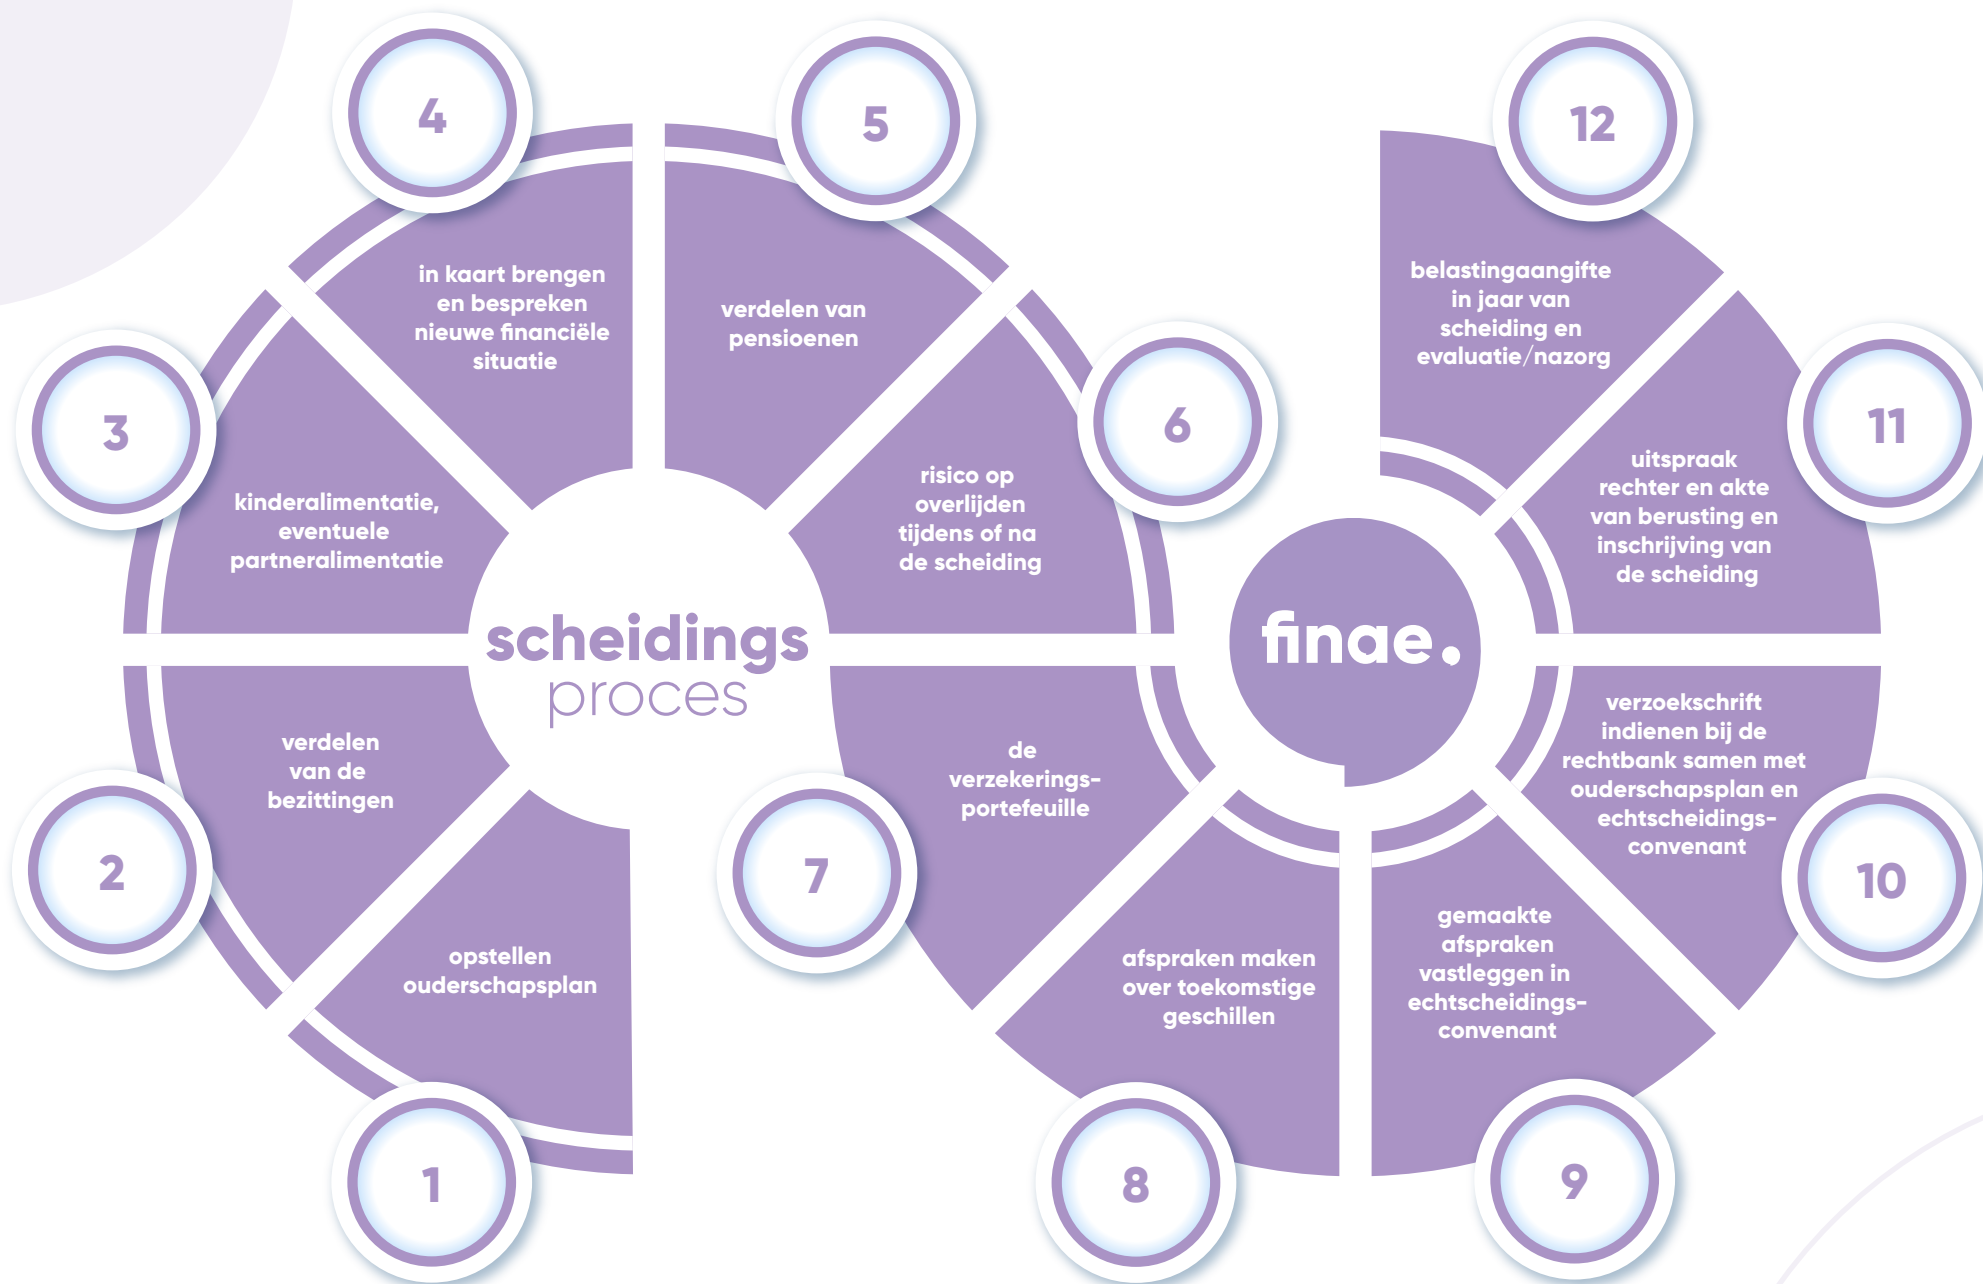 scheidings
proces
1
opstellen
ouderschapsplan
2
verdelen
van de
bezittingen
3
kinderalimentatie,
eventuele
partneralimentatie
4
in kaart brengen
en bespreken
nieuwe financiële
situatie
5
verdelen van
pensioenen
6
risico op
overlijden
tijdens of na
de scheiding
7
de
verzekerings-
portefeuille
8
afspraken maken
over toekomstige
geschillen
9
gemaakte
afspraken
vastleggen in
echtscheidings-
convenant
10
verzoekschrift
indienen bij de
rechtbank samen met
ouderschapsplan en
echtscheidings-
convenant
11
uitspraak
rechter en akte
van berusting en
inschrijving van
de scheiding
12
belastingaangifte
in jaar van
scheiding en
evaluatie/nazorg
finae.